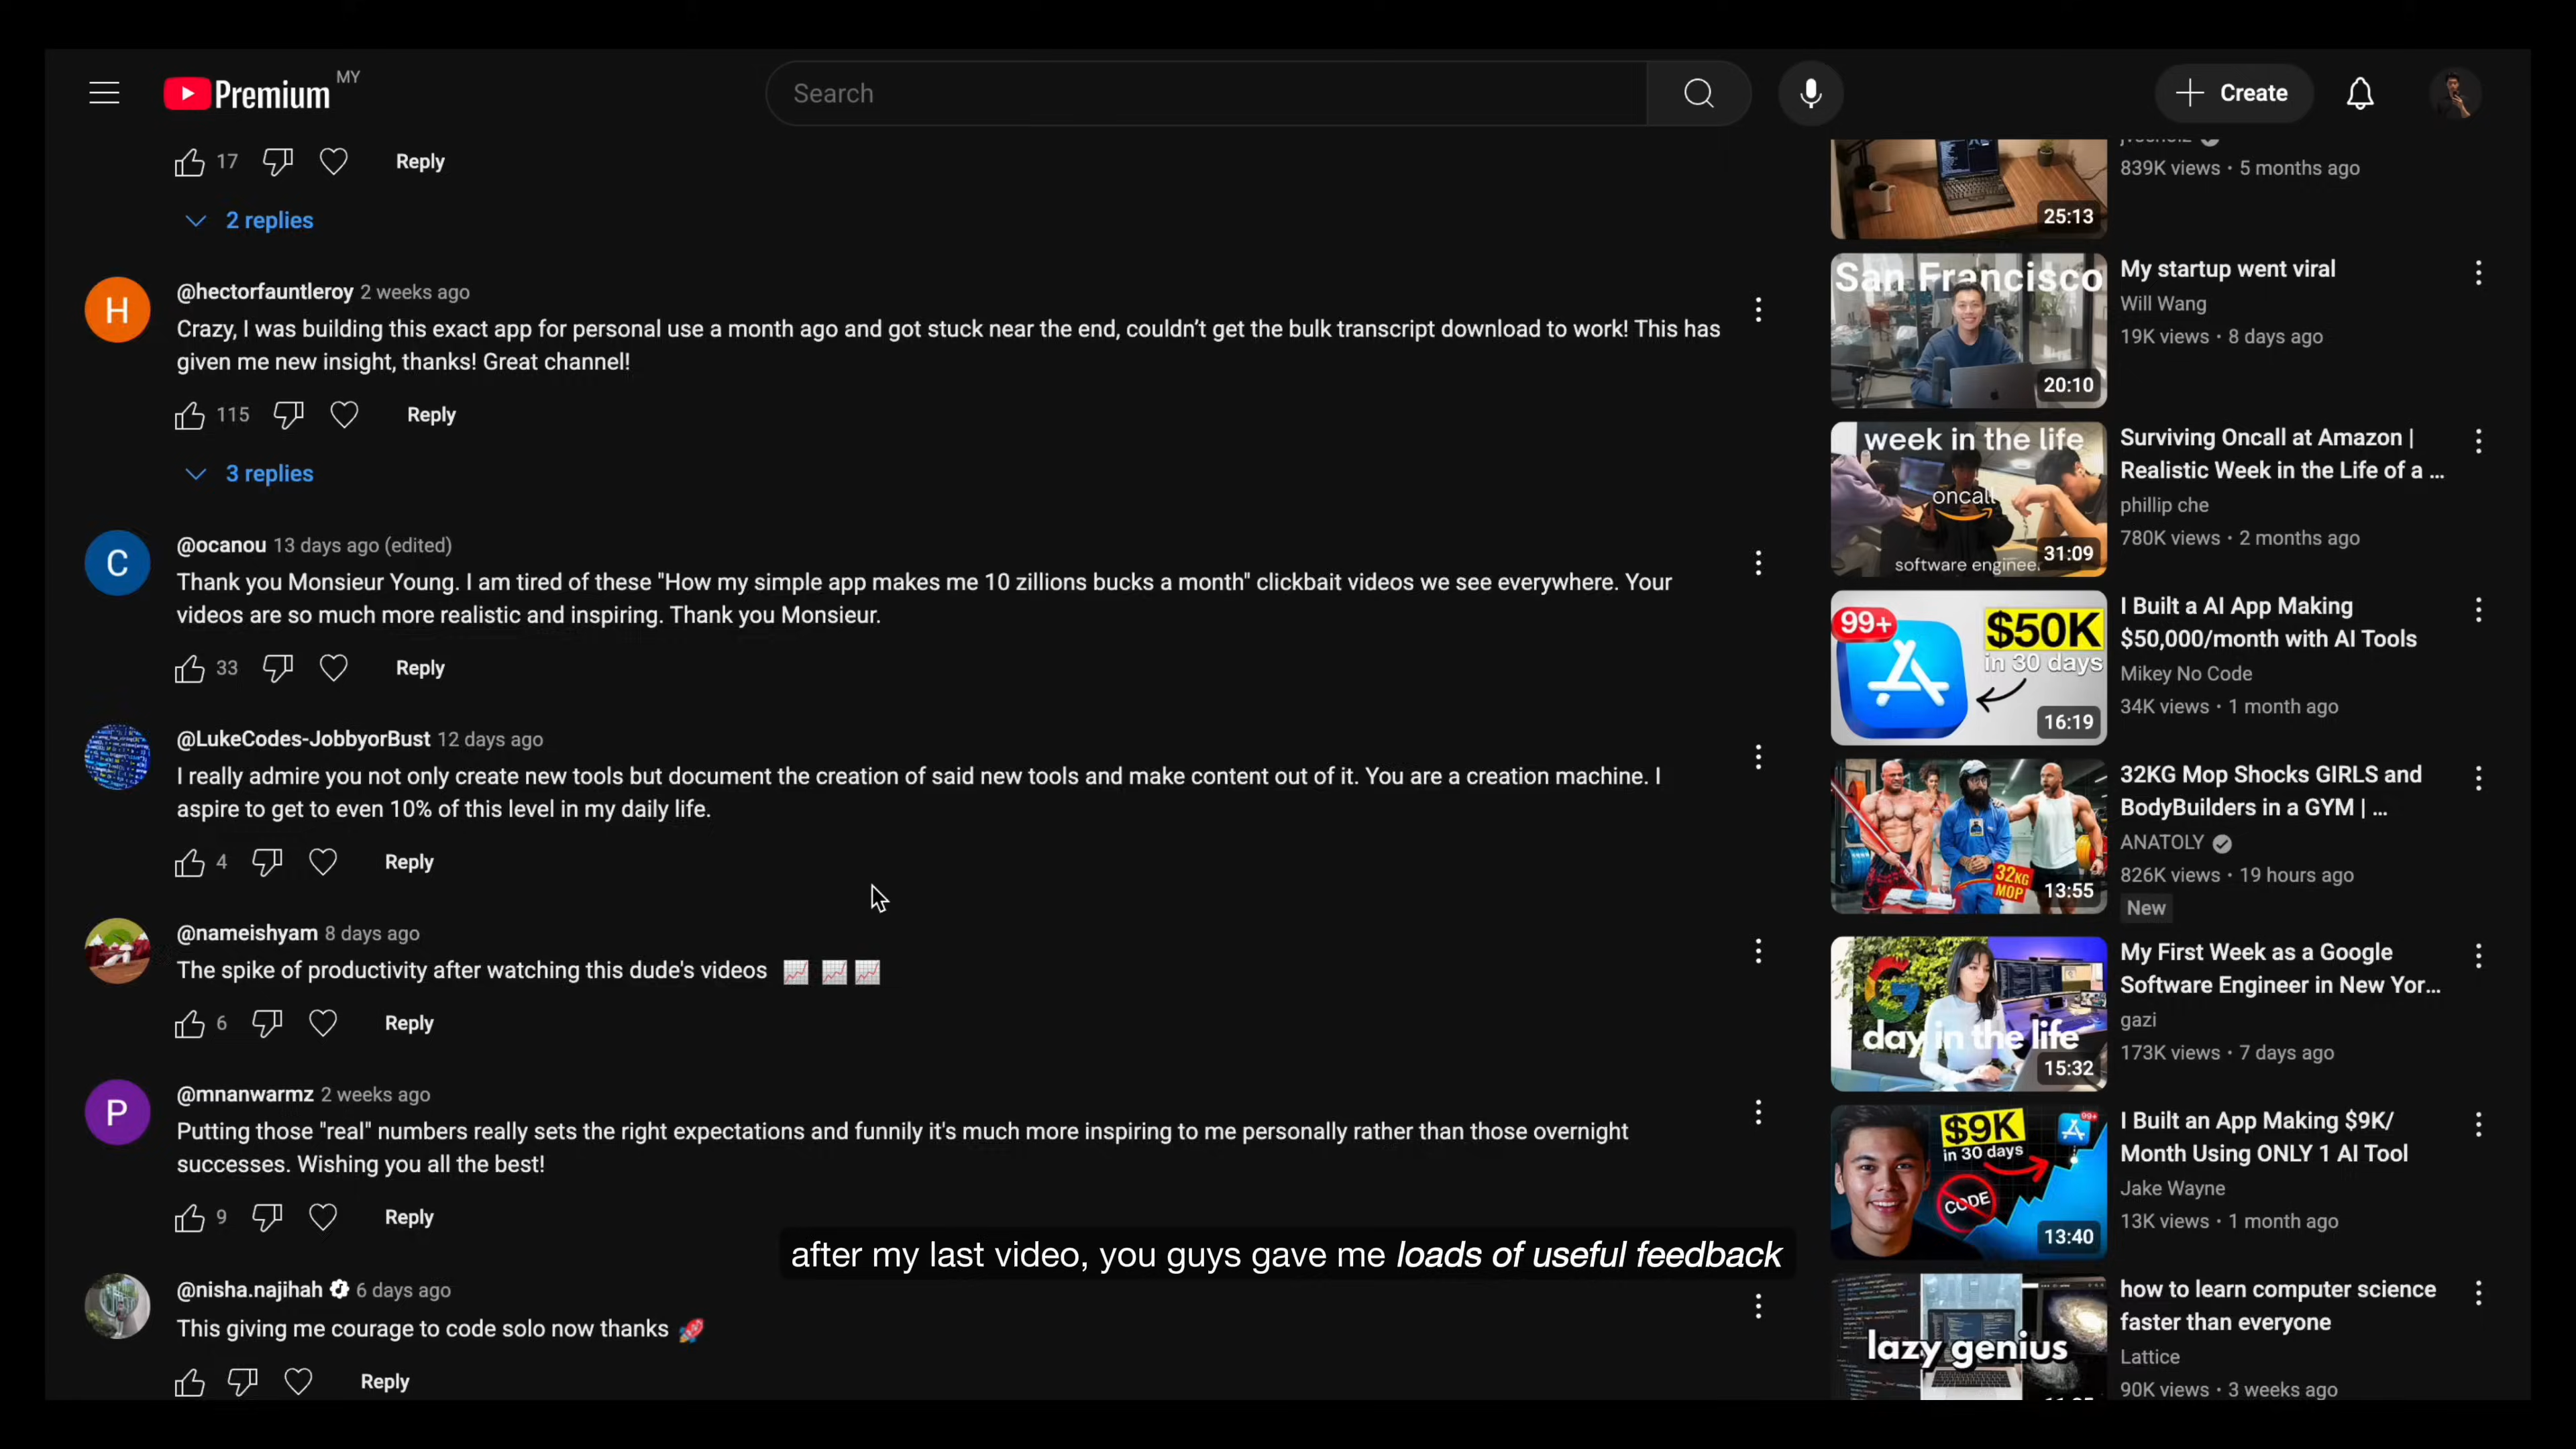 Premium MY
Search
Create
17
Reply
2 replies
@hectorfauntleroy 2 weeks ago
Crazy, I was building this exact app for personal use a month ago and got stuck near the end, couldn't get the bulk transcript download to work! This has
given me new insight, thanks! Great channel!
115
Reply
3 replies
@ocanou 13 days ago (edited)
Thank you Monsieur Young. I am tired of these "How my simple app makes me 10 zillions bucks a month" clickbait videos we see everywhere. Your
videos are so much more realistic and inspiring. Thank you Monsieur.
33
Reply
@LukeCodes-JobbyorBust 12 days ago
I really admire you not only create new tools but document the creation of said new tools and make content out of it. You are a creation machine. I
aspire to get to even 10% of this level in my daily life.
4
Reply
@nameishyam 8 days ago
The spike of productivity after watching this dude's videos 📈 📈 📈
6
Reply
@mnanwarmz 2 weeks ago
Putting those "real" numbers really sets the right expectations and funnily it's much more inspiring to me personally rather than those overnight
successes. Wishing you all the best!
9
Reply
after my last video, you guys gave me loads of useful feedback
@nisha.najihah 6 days ago
This giving me courage to code solo now thanks 🚀
Reply
H
C
P
25:13
839K views • 5 months ago
San Francisco
20:10
My startup went viral
Will Wang
19K views • 8 days ago
week in the life
oncall
software enginee
31:09
Surviving Oncall at Amazon |
Realistic Week in the Life of a ...
phillip che
780K views • 2 months ago
99+
$50K
in 30 days
16:19
I Built a AI App Making
$50,000/month with AI Tools
Mikey No Code
34K views • 1 month ago
32KG
MOP
13:55
32KG Mop Shocks GIRLS and
BodyBuilders in a GYM | ...
ANATOLY
826K views • 19 hours ago
New
G
day in the life
15:32
My First Week as a Google
Software Engineer in New Yor...
gazi
173K views • 7 days ago
$9K
in 30 days
99+
CODE
13:40
I Built an App Making $9K/
Month Using ONLY 1 AI Tool
Jake Wayne
13K views • 1 month ago
lazy genius
how to learn computer science
faster than everyone
Lattice
90K views • 3 weeks ago